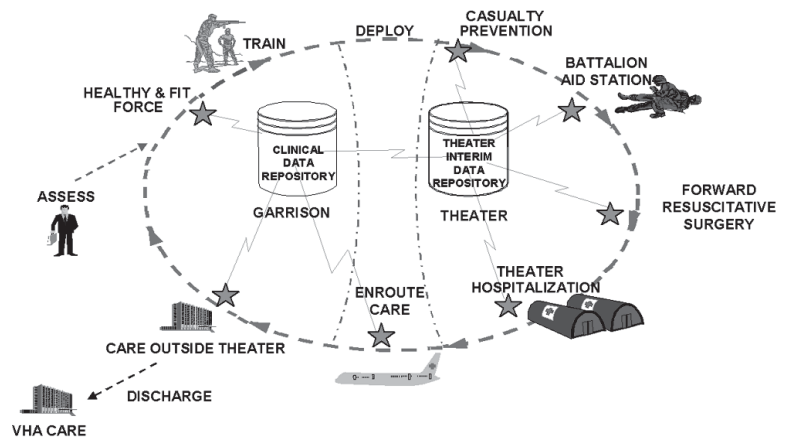 CASUALTY
PREVENTION
DEPLOY
TRAIN
BATTALION
AID STATION
HEALTHY & FIT
FORCE
CLINICAL
DATA
REPOSITORY
THEATER
INTERIM
DATA
REPOSITORY
ASSESS
GARRISON
THEATER
FORWARD
RESUSCITATIVE
SURGERY
THEATER
HOSPITALIZATION
ENROUTE
CARE
CARE OUTSIDE THEATER
DISCHARGE
VHA CARE